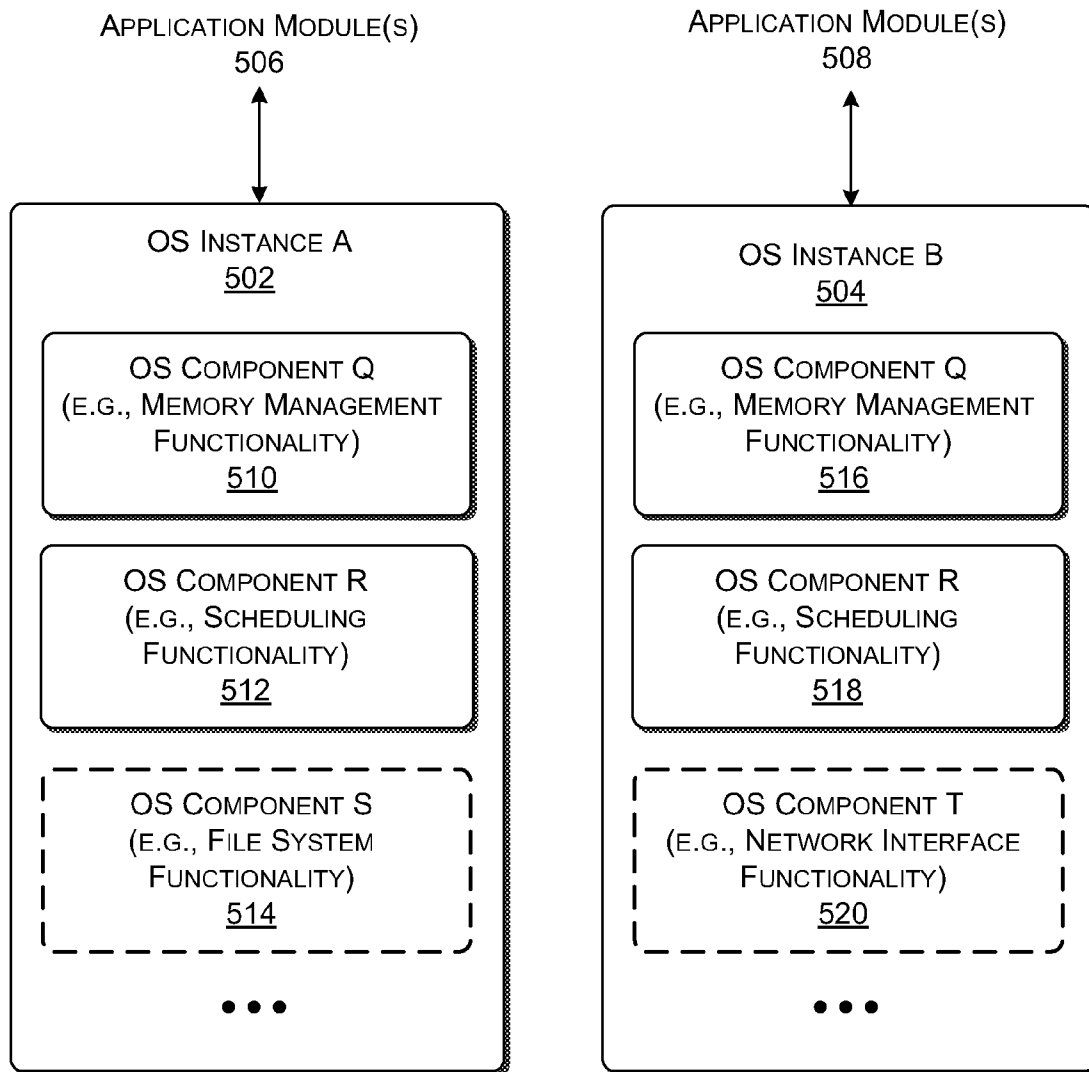 APPLICATION MODULE(S)
506
OS INSTANCE A
502
OS COMPONENT Q
(E.G., MEMORY MANAGEMENT
FUNCTIONALITY)
510
OS COMPONENT R
(E.G., SCHEDULING
FUNCTIONALITY)
512
OS COMPONENT S
(E.G., FILE SYSTEM
FUNCTIONALITY)
514
•••
APPLICATION MODULE(S)
508
OS INSTANCE B
504
OS COMPONENT Q
(E.G., MEMORY MANAGEMENT
FUNCTIONALITY)
516
OS COMPONENT R
(E.G., SCHEDULING
FUNCTIONALITY)
518
OS COMPONENT T
(E.G., NETWORK INTERFACE
FUNCTIONALITY)
520
•••